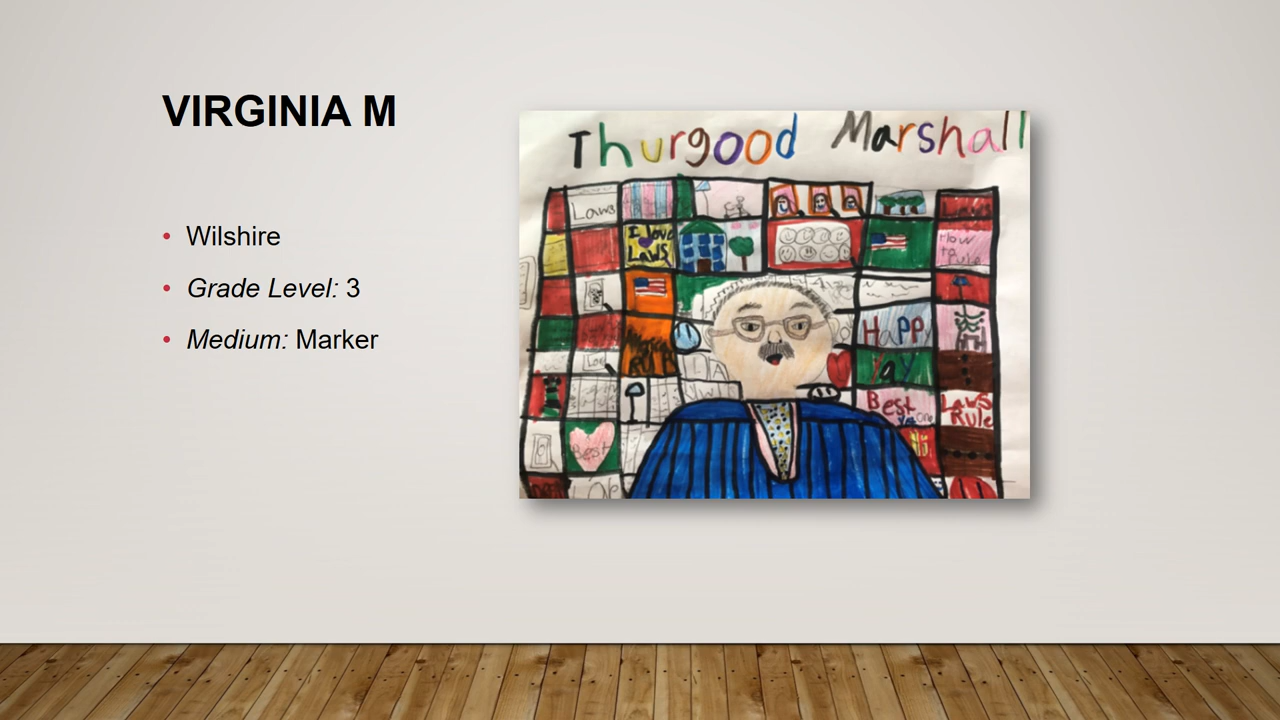 VIRGINIA M
Wilshire
Grade Level: 3
Medium: Marker
Thurgood Marshall
Laws
I love
Laws
How
to
Rule
Happy
Yay
Best
Laws
Rule
Best